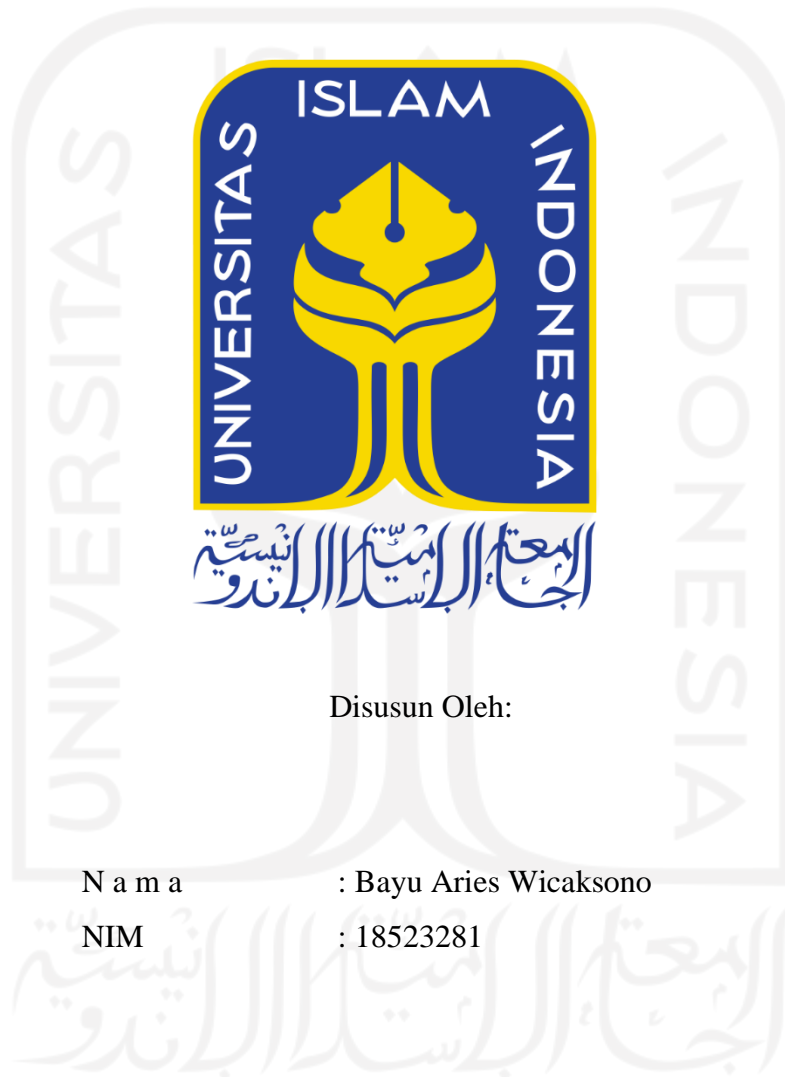 UNIVERSITAS ISLAM INDONESIA
الجامعة الإسلامية الإندونيسية
Disusun Oleh:
N a m a : Bayu Aries Wicaksono
NIM : 18523281